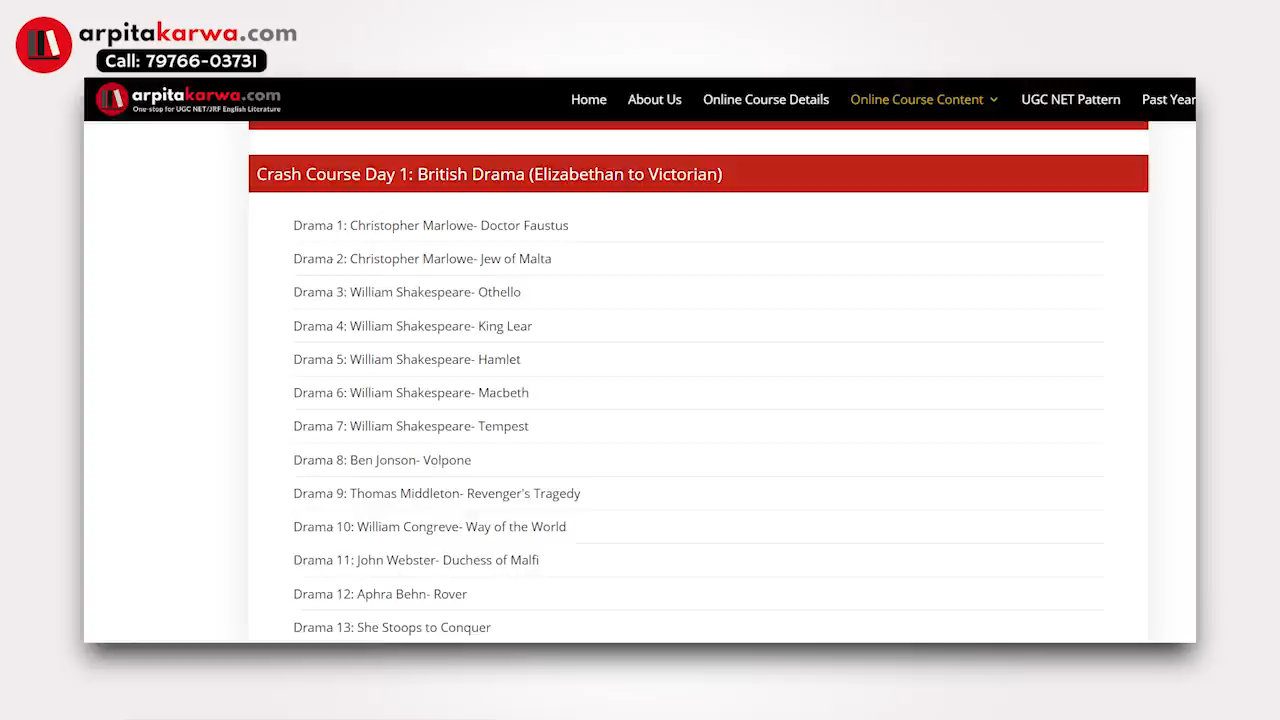 arpitakarwa.com
Call: 79766-03731
arpitakarwa.com
One-stop for UGC NET/JRF English Literature
Home About Us Online Course Details Online Course Content UGC NET Pattern Past Year
Crash Course Day 1: British Drama (Elizabethan to Victorian)
Drama 1: Christopher Marlowe- Doctor Faustus
Drama 2: Christopher Marlowe- Jew of Malta
Drama 3: William Shakespeare- Othello
Drama 4: William Shakespeare- King Lear
Drama 5: William Shakespeare- Hamlet
Drama 6: William Shakespeare- Macbeth
Drama 7: William Shakespeare- Tempest
Drama 8: Ben Jonson- Volpone
Drama 9: Thomas Middleton- Revenger's Tragedy
Drama 10: William Congreve- Way of the World
Drama 11: John Webster- Duchess of Malfi
Drama 12: Aphra Behn- Rover
Drama 13: She Stoops to Conquer